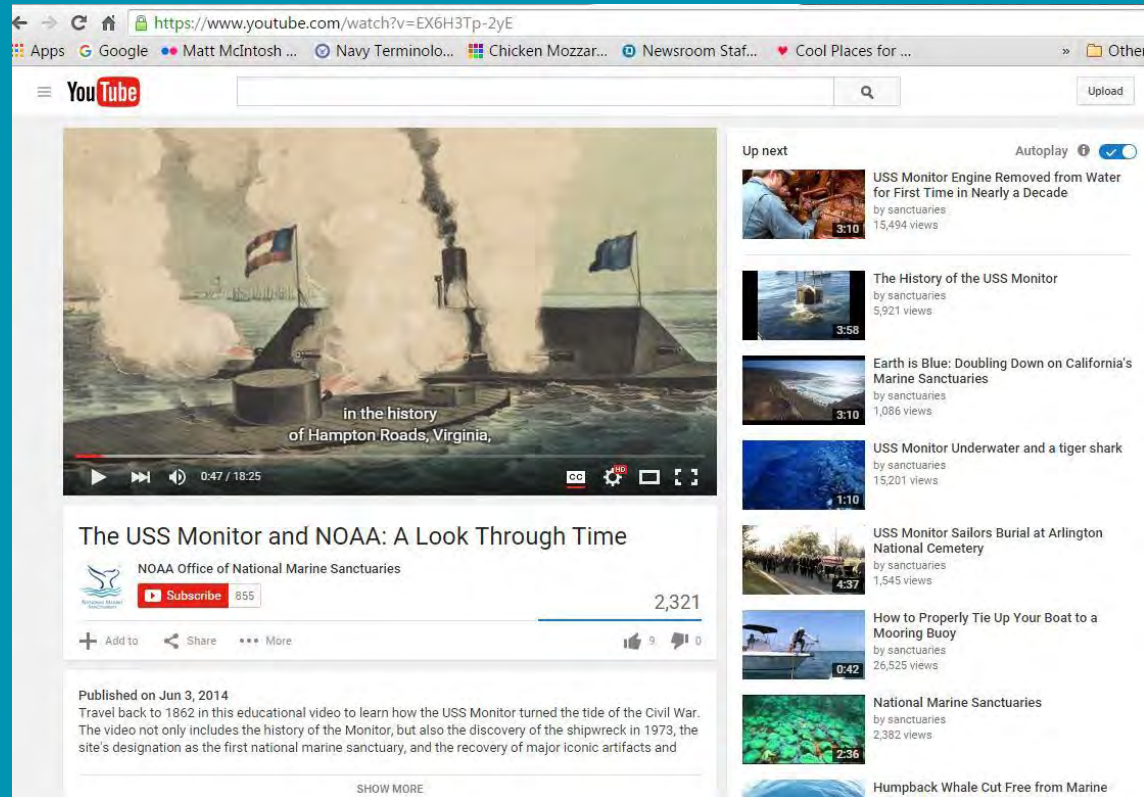 https://www.youtube.com/watch?v=EX6H3Tp-2yE
Apps Google Matt McIntosh ... Navy Terminolo... Chicken Mozzar... Newsroom Staf... Cool Places for ... » Other
YouTube
Upload
in the history
of Hampton Roads, Virginia,
0:47 / 18:25
CC
HD
The USS Monitor and NOAA: A Look Through Time
NOAA Office of National Marine Sanctuaries
Subscribe 855
2,321
Add to Share More
9 0
Published on Jun 3, 2014
Travel back to 1862 in this educational video to learn how the USS Monitor turned the tide of the Civil War.
The video not only includes the history of the Monitor, but also the discovery of the shipwreck in 1973, the
site's designation as the first national marine sanctuary, and the recovery of major iconic artifacts and
SHOW MORE
Up next
Autoplay
USS Monitor Engine Removed from Water
for First Time in Nearly a Decade
by sanctuaries
15,494 views
3:10
The History of the USS Monitor
by sanctuaries
5,921 views
3:58
Earth is Blue: Doubling Down on California's
Marine Sanctuaries
by sanctuaries
1,086 views
3:10
USS Monitor Underwater and a tiger shark
by sanctuaries
15,201 views
1:10
USS Monitor Sailors Burial at Arlington
National Cemetery
by sanctuaries
1,545 views
4:37
How to Properly Tie Up Your Boat to a
Mooring Buoy
by sanctuaries
26,525 views
0:42
National Marine Sanctuaries
by sanctuaries
2,382 views
2:36
Humpback Whale Cut Free from Marine